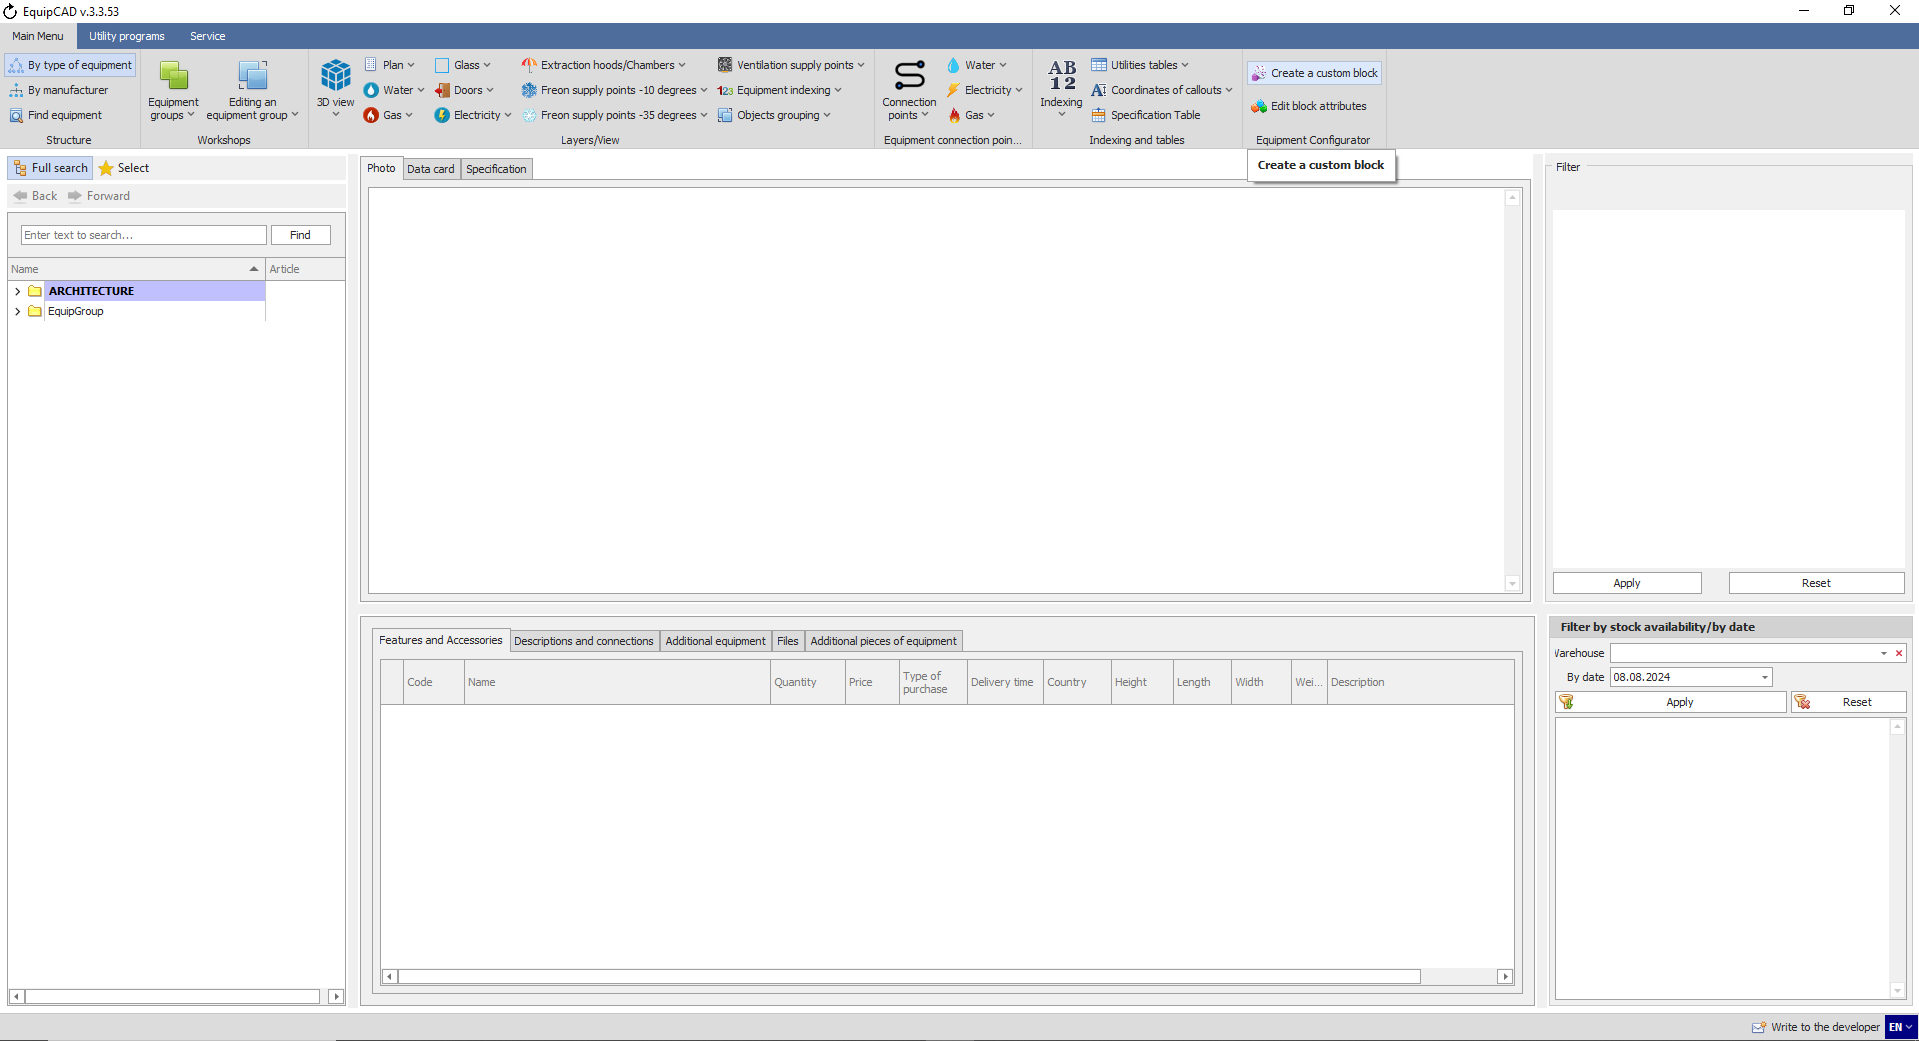 EquipCAD v.3.3.53
Main Menu
Utility programs
Service
By type of equipment
By manufacturer
Find equipment
Structure
Equipment
groups
Editing an
equipment group
Workshops
3D view
Plan
Water
Gas
Glass
Doors
Electricity
Extraction hoods/Chambers
Freon supply points -10 degrees
Freon supply points -35 degrees
Ventilation supply points
123 Equipment indexing
Objects grouping
Layers/View
Connection
points
Water
Electricity
Gas
Equipment connection poin...
AB
12
Indexing
Utilities tables
Coordinates of callouts
Specification Table
Indexing and tables
Create a custom block
Edit block attributes
Equipment Configurator
Create a custom block
Full search
Select
Back
Forward
Enter text to search...
Find
Name
Article
ARCHITECTURE
EquipGroup
Photo
Data card
Specification
Filter
Apply
Reset
Features and Accessories
Descriptions and connections
Additional equipment
Files
Additional pieces of equipment
Code
Name
Quantity
Price
Type of
purchase
Delivery time
Country
Height
Length
Width
Wei...
Description
Filter by stock availability/by date
Varehouse
By date
08.08.2024
Apply
Reset
Write to the developer
EN